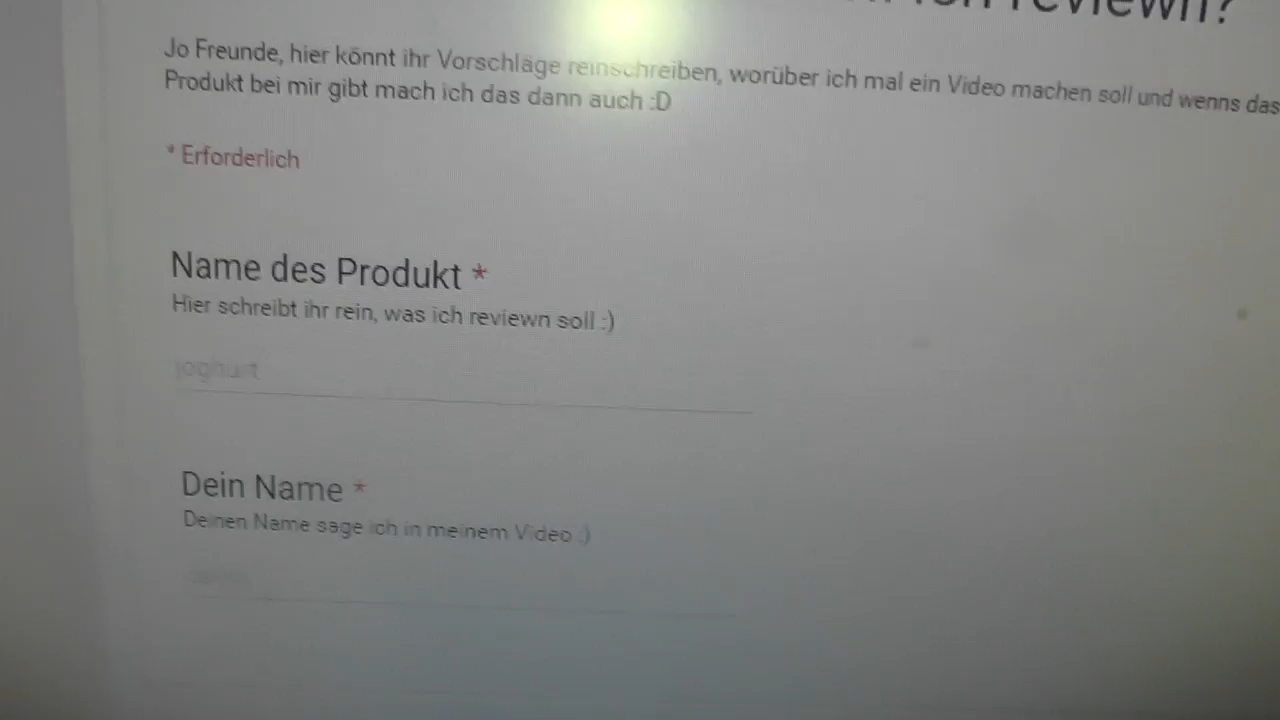 ich reviewn?
Jo Freunde, hier könnt ihr Vorschläge reinschreiben, worüber ich mal ein Video machen soll und wenns das
Produkt bei mir gibt mach ich das dann auch :D
* Erforderlich
Name des Produkt *
Hier schreibt ihr rein, was ich reviewn soll :)
joghurt
Dein Name *
Deinen Name sage ich in meinem Video :)